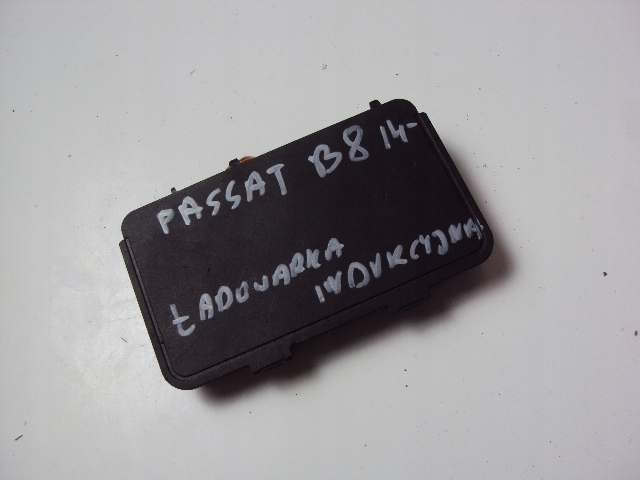 PASSAT B8 14-
ŁADOWARKA
INDUKCYJNA